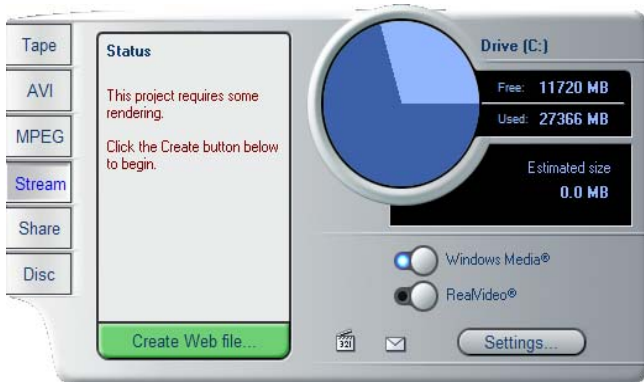 Tape
AVI
MPEG
Stream
Share
Disc
Status
This project requires some
rendering.
Click the Create button below
to begin.
Create Web file...
Drive (C:)
Free: 11720 MB
Used: 27366 MB
Estimated size
0.0 MB
Windows Media®
RealVideo®
321
Settings...